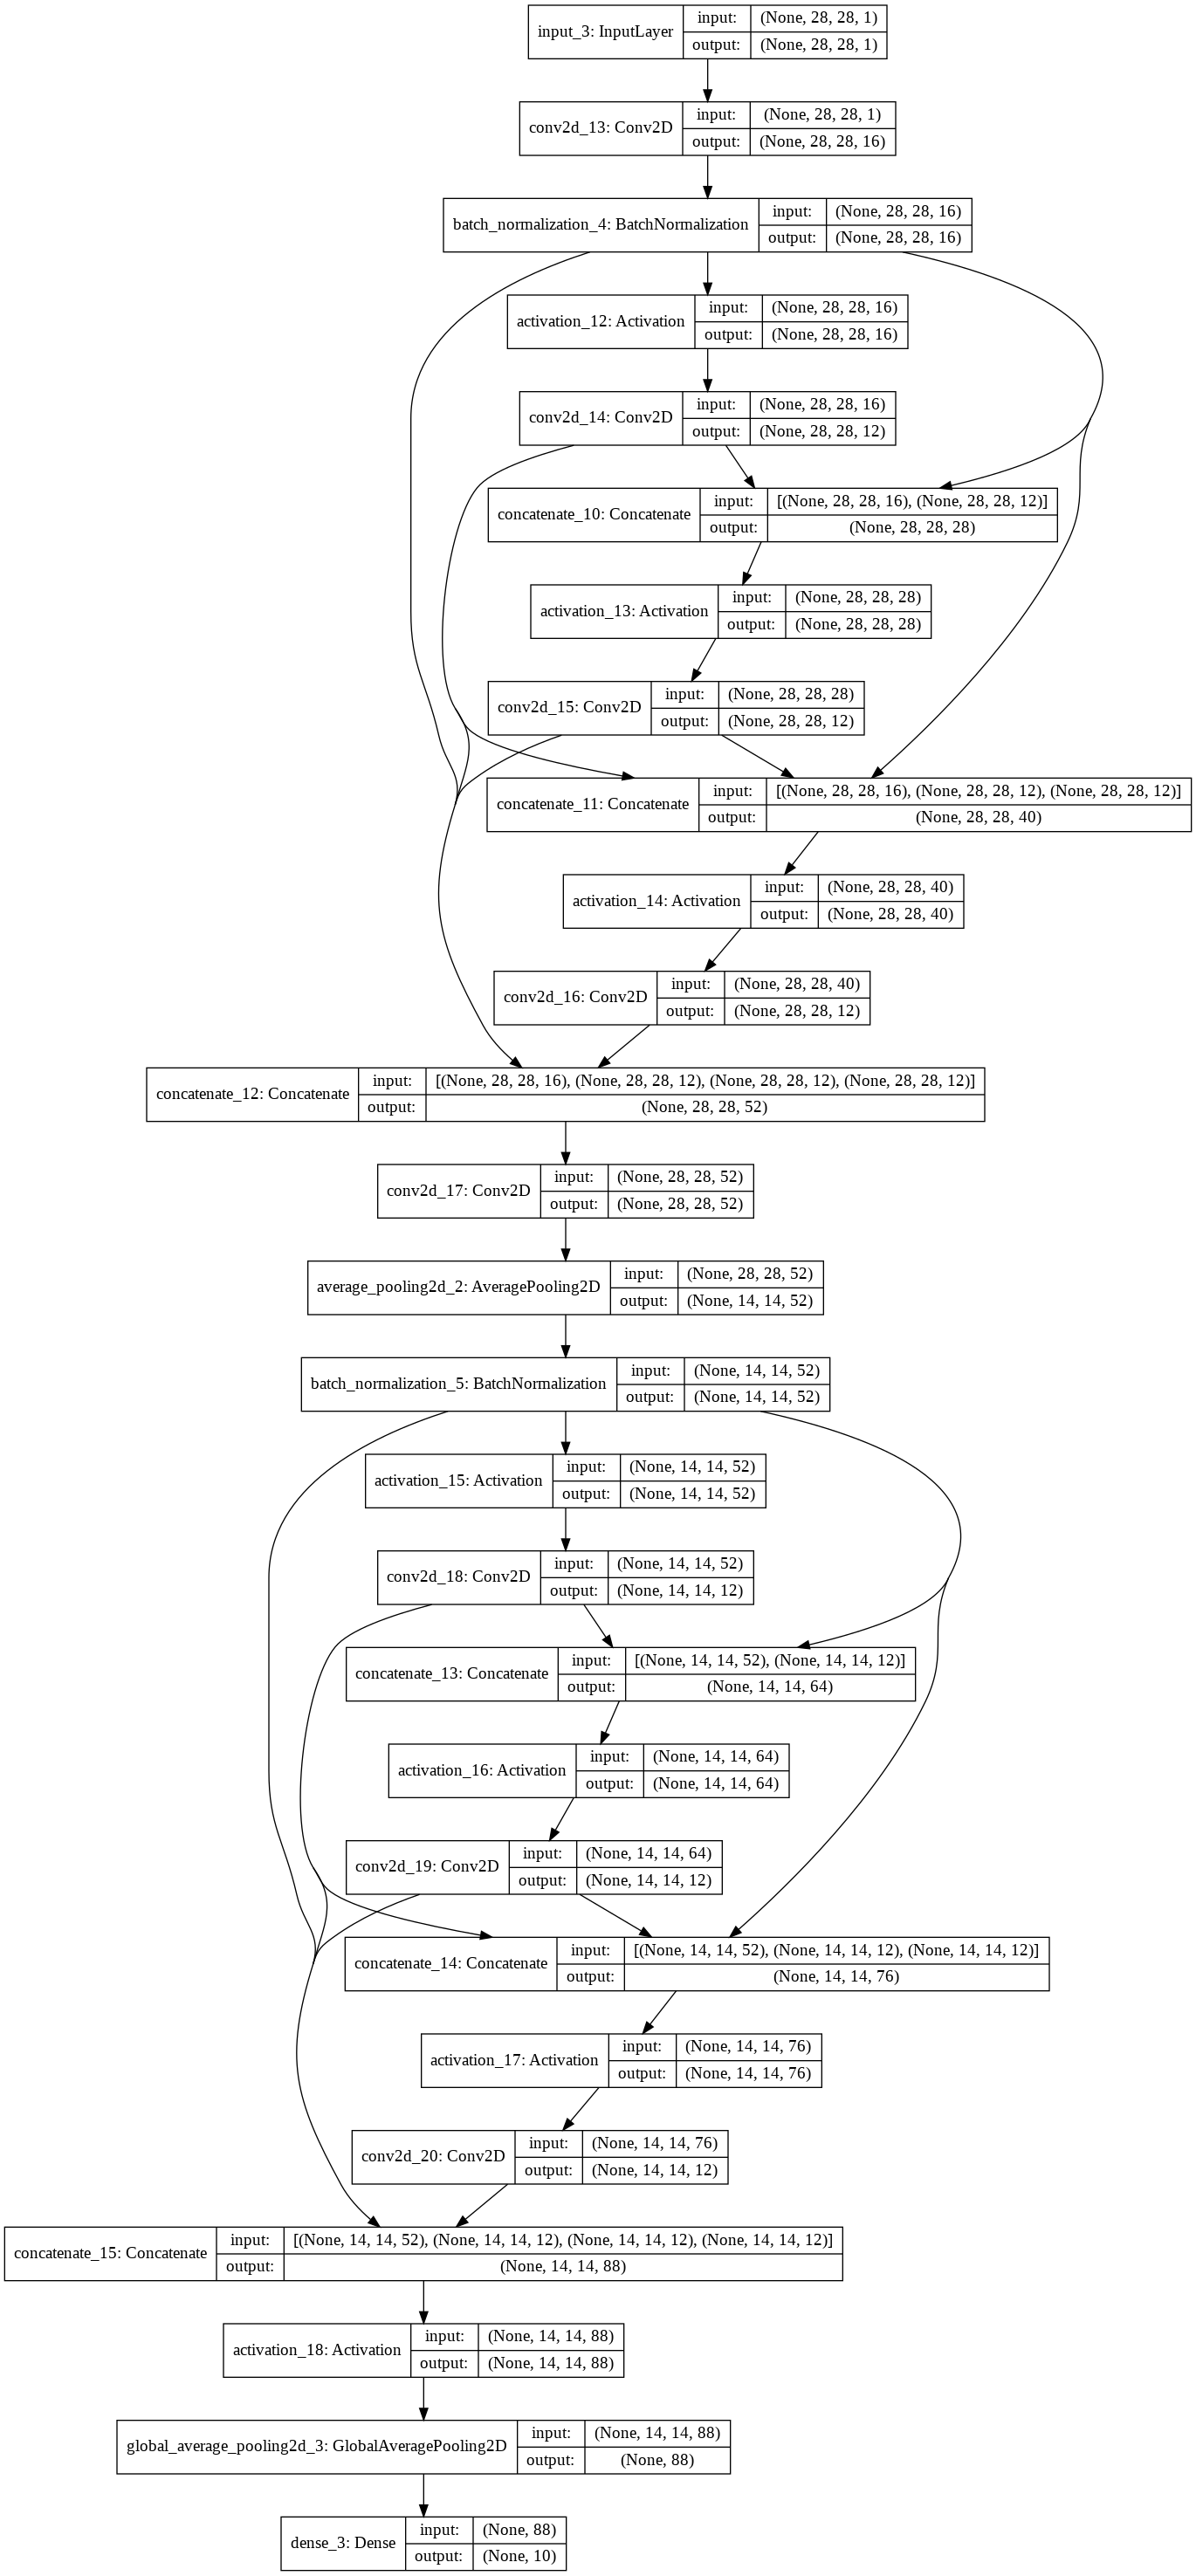 input_3: InputLayer
input: (None, 28, 28, 1)
output: (None, 28, 28, 1)
conv2d_13: Conv2D
input: (None, 28, 28, 1)
output: (None, 28, 28, 16)
batch_normalization_4: BatchNormalization
input: (None, 28, 28, 16)
output: (None, 28, 28, 16)
activation_12: Activation
input: (None, 28, 28, 16)
output: (None, 28, 28, 16)
conv2d_14: Conv2D
input: (None, 28, 28, 16)
output: (None, 28, 28, 12)
concatenate_10: Concatenate
input: [(None, 28, 28, 16), (None, 28, 28, 12)]
output: (None, 28, 28, 28)
activation_13: Activation
input: (None, 28, 28, 28)
output: (None, 28, 28, 28)
conv2d_15: Conv2D
input: (None, 28, 28, 28)
output: (None, 28, 28, 12)
concatenate_11: Concatenate
input: [(None, 28, 28, 16), (None, 28, 28, 12), (None, 28, 28, 12)]
output: (None, 28, 28, 40)
activation_14: Activation
input: (None, 28, 28, 40)
output: (None, 28, 28, 40)
conv2d_16: Conv2D
input: (None, 28, 28, 40)
output: (None, 28, 28, 12)
concatenate_12: Concatenate
input: [(None, 28, 28, 16), (None, 28, 28, 12), (None, 28, 28, 12), (None, 28, 28, 12)]
output: (None, 28, 28, 52)
conv2d_17: Conv2D
input: (None, 28, 28, 52)
output: (None, 28, 28, 52)
average_pooling2d_2: AveragePooling2D
input: (None, 28, 28, 52)
output: (None, 14, 14, 52)
batch_normalization_5: BatchNormalization
input: (None, 14, 14, 52)
output: (None, 14, 14, 52)
activation_15: Activation
input: (None, 14, 14, 52)
output: (None, 14, 14, 52)
conv2d_18: Conv2D
input: (None, 14, 14, 52)
output: (None, 14, 14, 12)
concatenate_13: Concatenate
input: [(None, 14, 14, 52), (None, 14, 14, 12)]
output: (None, 14, 14, 64)
activation_16: Activation
input: (None, 14, 14, 64)
output: (None, 14, 14, 64)
conv2d_19: Conv2D
input: (None, 14, 14, 64)
output: (None, 14, 14, 12)
concatenate_14: Concatenate
input: [(None, 14, 14, 52), (None, 14, 14, 12), (None, 14, 14, 12)]
output: (None, 14, 14, 76)
activation_17: Activation
input: (None, 14, 14, 76)
output: (None, 14, 14, 76)
conv2d_20: Conv2D
input: (None, 14, 14, 76)
output: (None, 14, 14, 12)
concatenate_15: Concatenate
input: [(None, 14, 14, 52), (None, 14, 14, 12), (None, 14, 14, 12), (None, 14, 14, 12)]
output: (None, 14, 14, 88)
activation_18: Activation
input: (None, 14, 14, 88)
output: (None, 14, 14, 88)
global_average_pooling2d_3: GlobalAveragePooling2D
input: (None, 14, 14, 88)
output: (None, 88)
dense_3: Dense
input: (None, 88)
output: (None, 10)